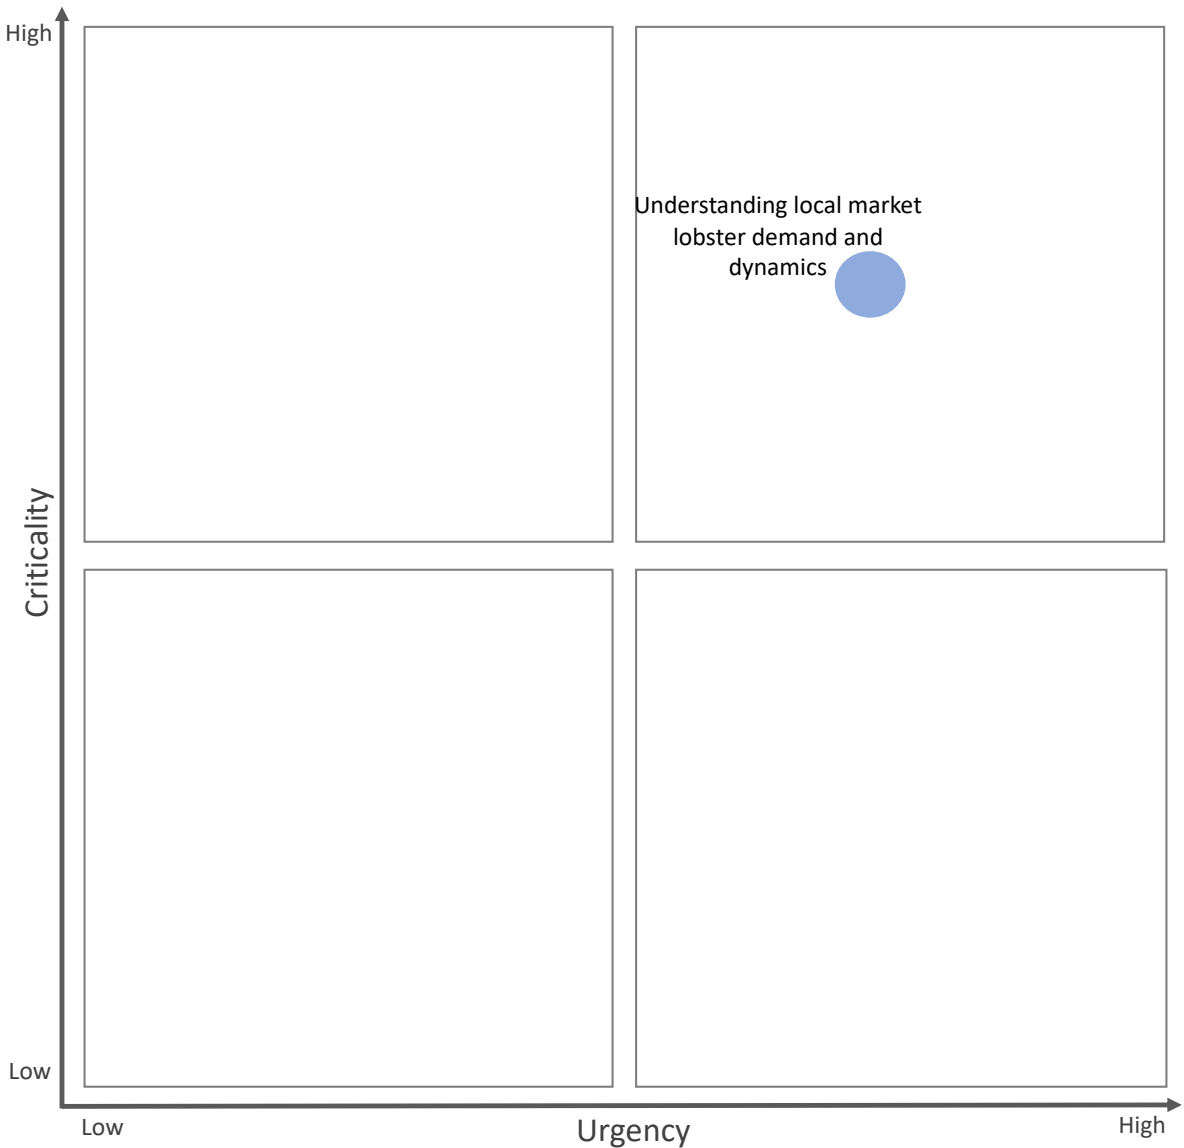 High
Understanding local market
lobster demand and
dynamics
Criticality
Low
Low
Urgency
High